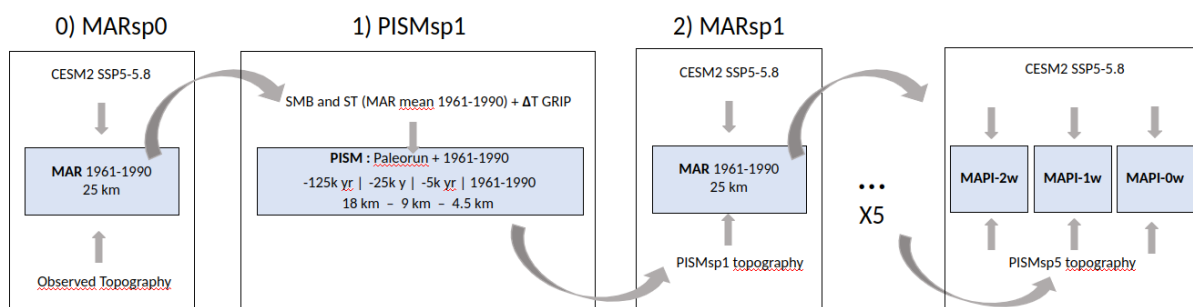 0) MARsp0
CESM2 SSP5-5.8
MAR 1961-1990
25 km
Observed Topography
1) PISMsp1
SMB and ST (MAR mean 1961-1990) + ΔT GRIP
PISM : Paleorun + 1961-1990
-125k yr | -25k y | -5k yr | 1961-1990
18 km – 9 km – 4.5 km
2) MARsp1
CESM2 SSP5-5.8
MAR 1961-1990
25 km
PISMsp1 topography
...
X5
CESM2 SSP5-5.8
MAPI-2w
MAPI-1w
MAPI-0w
PISMsp5 topography